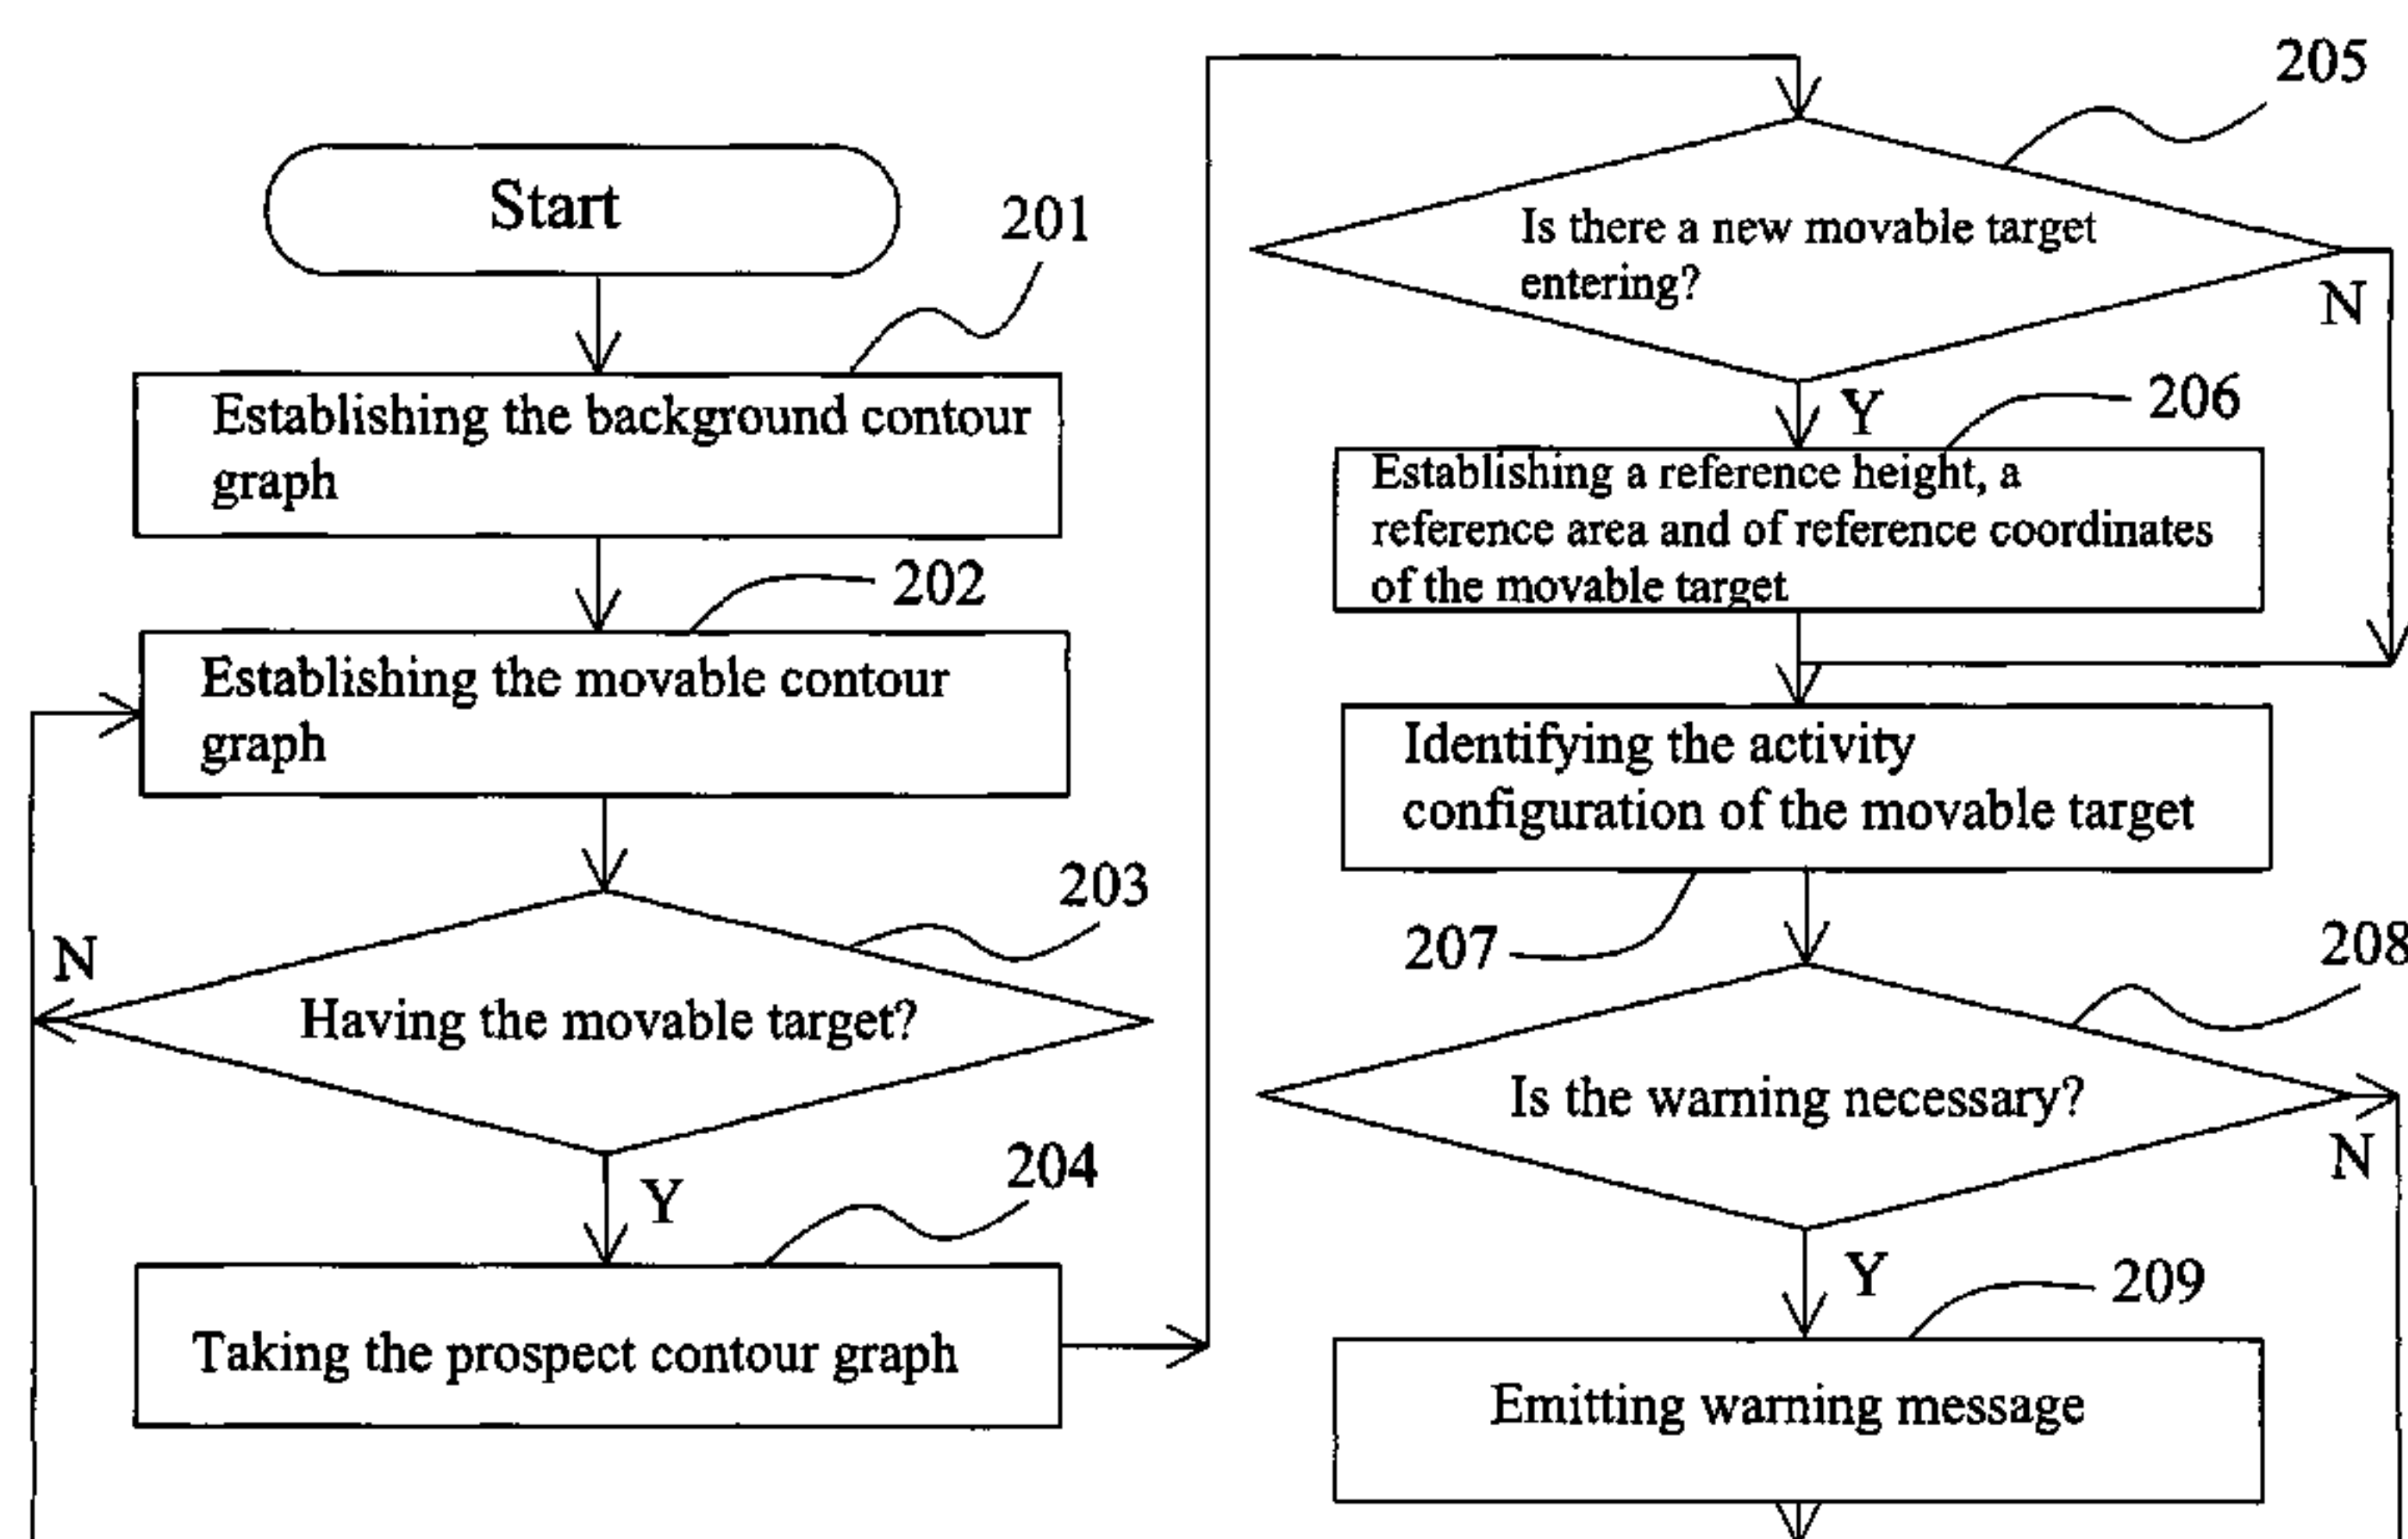 Start
201
Establishing the background contour
graph
202
Establishing the movable contour
graph
203
N
Having the movable target?
Y
204
Taking the prospect contour graph
205
Is there a new movable target
entering?
N
Y
206
Establishing a reference height, a
reference area and of reference coordinates
of the movable target
Identifying the activity
configuration of the movable target
207
208
Is the warning necessary?
N
Y
209
Emitting warning message